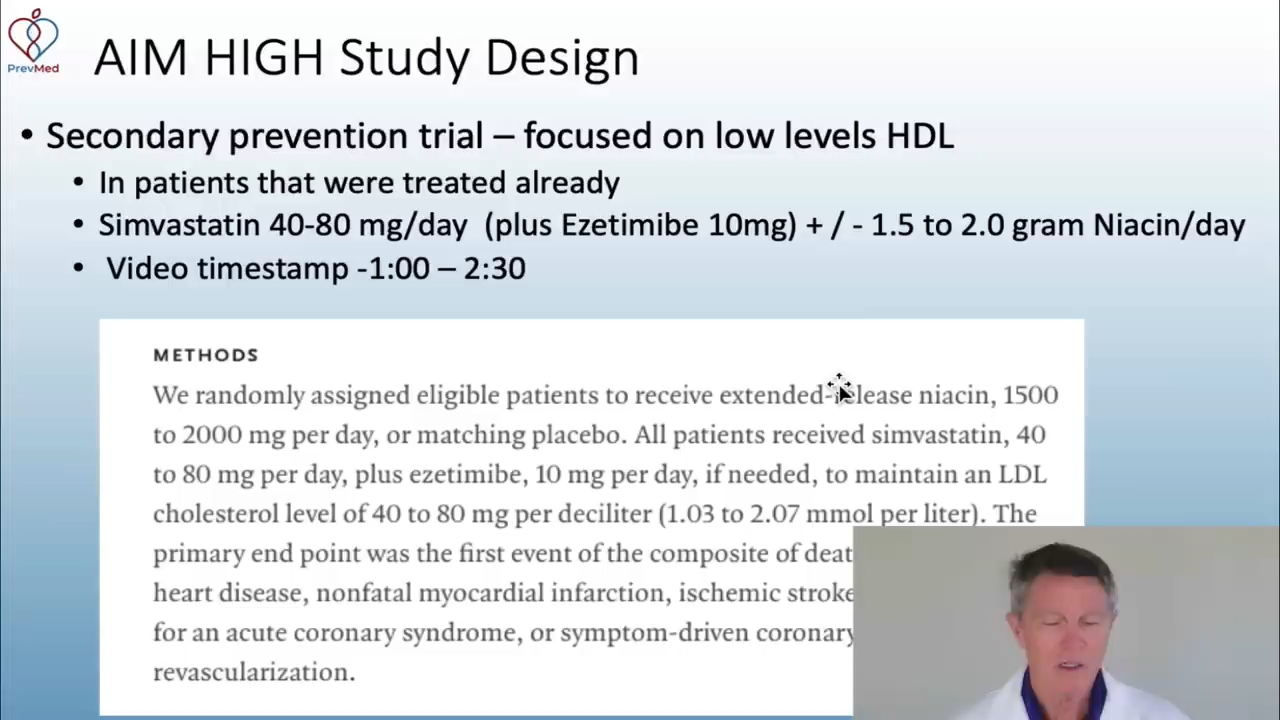 PrevMed
AIM HIGH Study Design
• Secondary prevention trial – focused on low levels HDL
• In patients that were treated already
• Simvastatin 40-80 mg/day (plus Ezetimibe 10mg) + / - 1.5 to 2.0 gram Niacin/day
• Video timestamp -1:00 – 2:30
METHODS
We randomly assigned eligible patients to receive extended-release niacin, 1500
to 2000 mg per day, or matching placebo. All patients received simvastatin, 40
to 80 mg per day, plus ezetimibe, 10 mg per day, if needed, to maintain an LDL
cholesterol level of 40 to 80 mg per deciliter (1.03 to 2.07 mmol per liter). The
primary end point was the first event of the composite of
heart disease, nonfatal myocardial infarction, ischemic stroke
for an acute coronary syndrome, or symptom-driven coronary
revascularization.